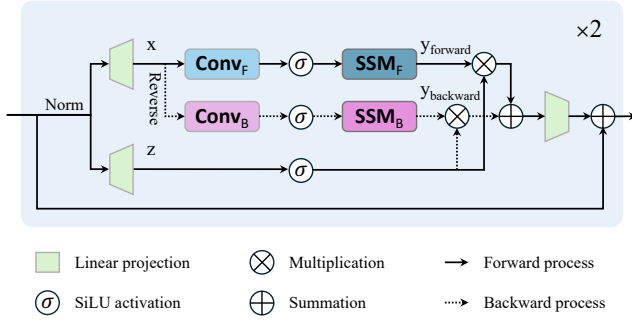 ×2
x
y_forward
Conv_F
σ
SSM_F
Norm
Reverse
y_backward
Conv_B
σ
SSM_B
z
σ
Linear projection
Multiplication
Forward process
σ
SiLU activation
Summation
Backward process